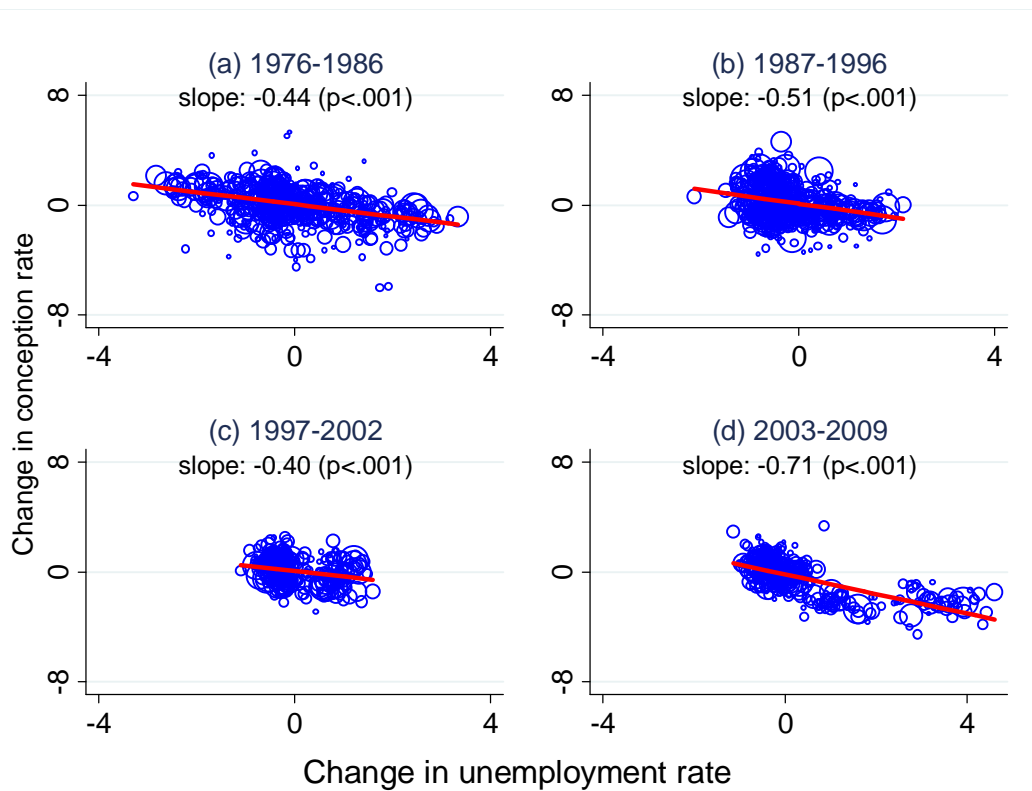 (a) 1976-1986
slope: -0.44 (p<.001)
8
0
-8
-4 0 4
(b) 1987-1996
slope: -0.51 (p<.001)
8
0
-8
-4 0 4
(c) 1997-2002
slope: -0.40 (p<.001)
8
0
-8
-4 0 4
(d) 2003-2009
slope: -0.71 (p<.001)
8
0
-8
-4 0 4
Change in conception rate
Change in unemployment rate